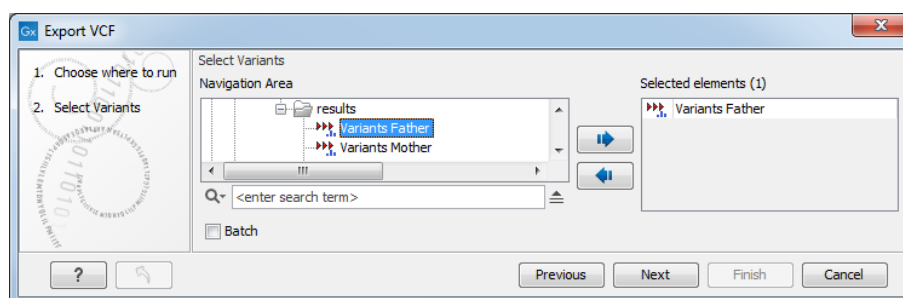 Gx Export VCF
1. Choose where to run
2. Select Variants
Select Variants
Navigation Area
results
Variants Father
Variants Mother
<enter search term>
Batch
Selected elements (1)
Variants Father
?
Previous
Next
Finish
Cancel